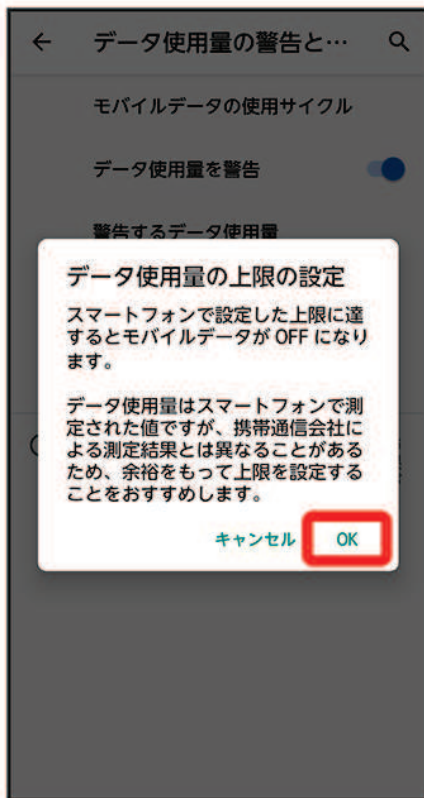 データ使用量の警告と…
モバイルデータの使用サイクル
データ使用量を警告
警告するデータ使用量
データ使用量の上限の設定
スマートフォンで設定した上限に達
するとモバイルデータが OFF になり
ます。
データ使用量はスマートフォンで測
定された値ですが、携帯通信会社に
よる測定結果とは異なることがある
ため、余裕をもって上限を設定する
ことをおすすめします。
キャンセル OK